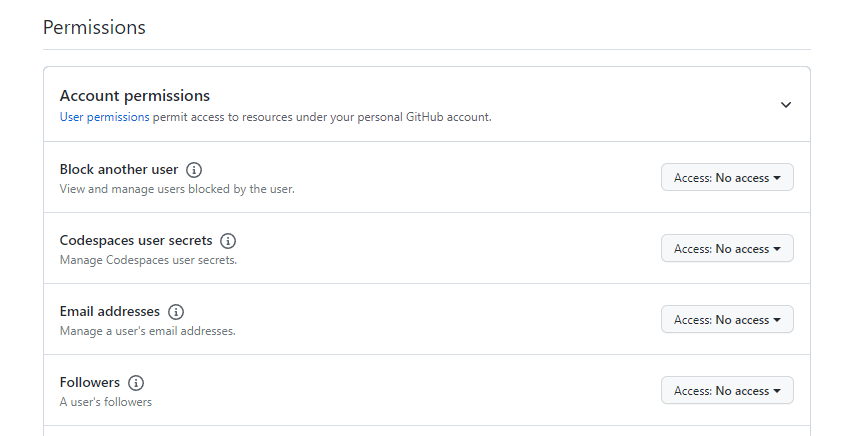 Permissions
Account permissions
User permissions permit access to resources under your personal GitHub account.
Block another user
View and manage users blocked by the user.
Access: No access
Codespaces user secrets
Manage Codespaces user secrets.
Access: No access
Email addresses
Manage a user's email addresses.
Access: No access
Followers
A user's followers
Access: No access